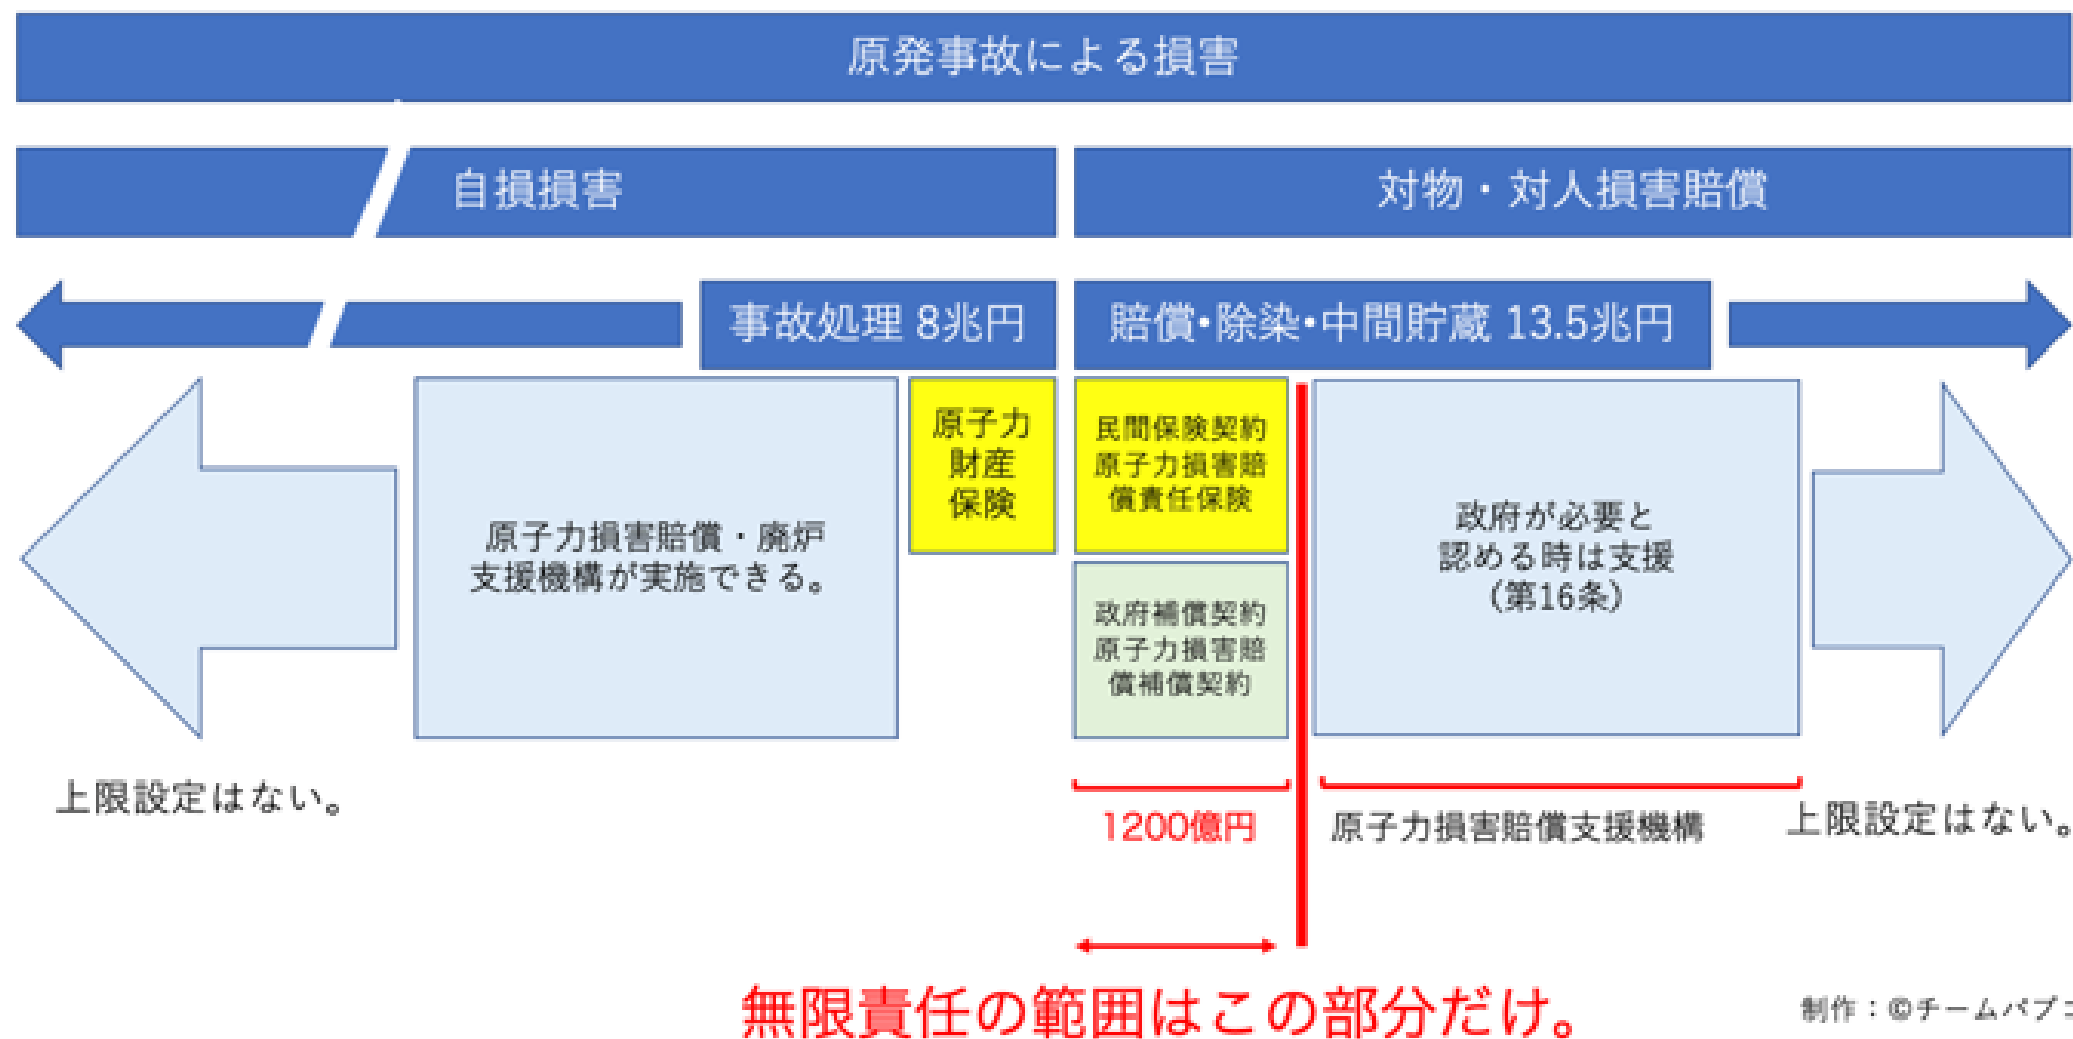 原発事故による損害
自損損害
対物・対人損害賠償
事故処理 8兆円
賠償・除染・中間貯蔵 13.5兆円
原子力損害賠償・廃炉
支援機構が実施できる。
原子力
財産
保険
民間保険契約
原子力損害賠
償責任保険
政府補償契約
原子力損害賠
償補償契約
政府が必要と
認める時は支援
（第16条）
上限設定はない。
1200億円
原子力損害賠償支援機構
上限設定はない。
無限責任の範囲はこの部分だけ。
制作：©チームパブコ